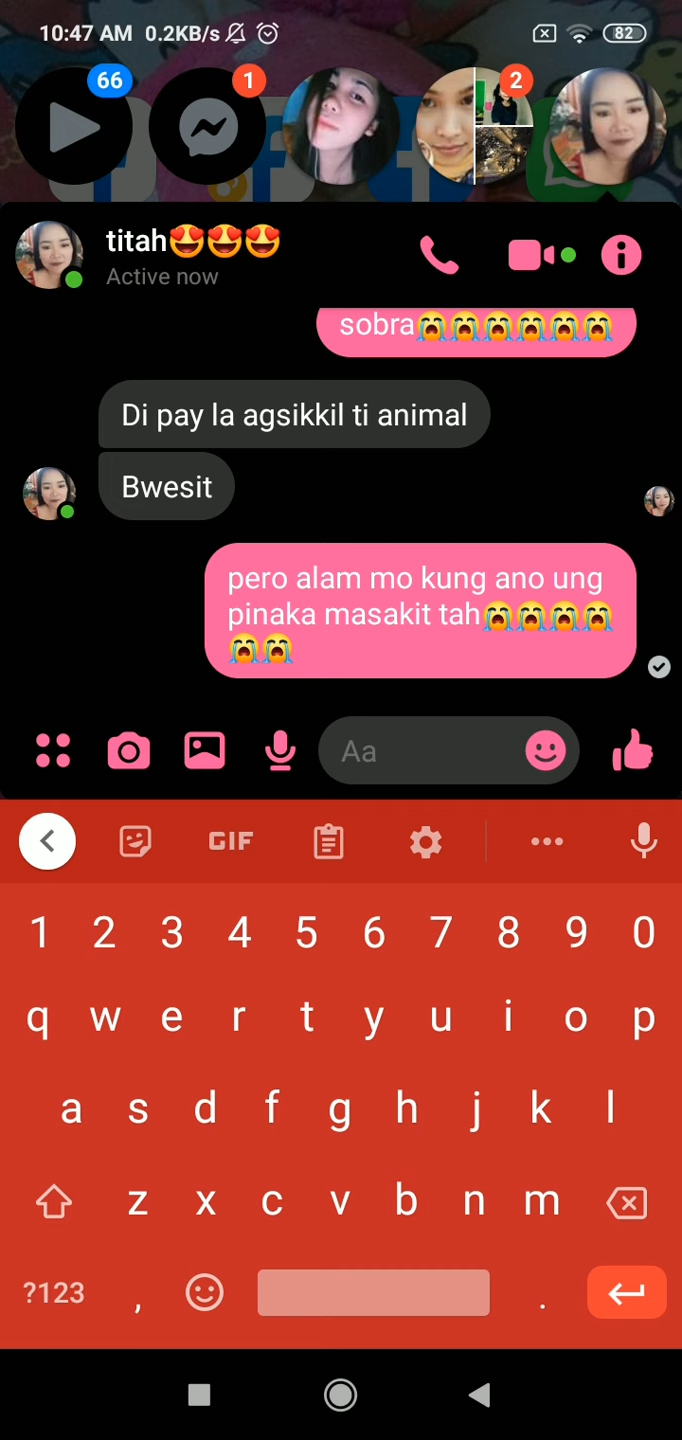 10:47 AM 0.2KB/s 82
66 1 2
titah😍😍😍
Active now
sobra😭😭😭😭😭😭
Di pay la agsikkil ti animal
Bwesit
pero alam mo kung ano ung
pinaka masakit tah😭😭😭😭
😭😭
Aa
GIF
1 2 3 4 5 6 7 8 9 0
q w e r t y u i o p
a s d f g h j k l
z x c v b n m
?123 , .